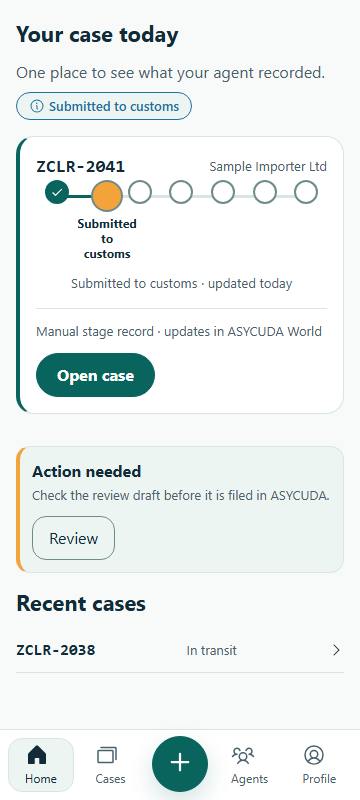 Your case today
One place to see what your agent recorded.
Submitted to customs
ZCLR-2041
Sample Importer Ltd
Submitted
to
customs
Submitted to customs · updated today
Manual stage record · updates in ASYCUDA World
Open case
Action needed
Check the review draft before it is filed in ASYCUDA.
Review
Recent cases
ZCLR-2038
In transit
Home
Cases
Agents
Profile